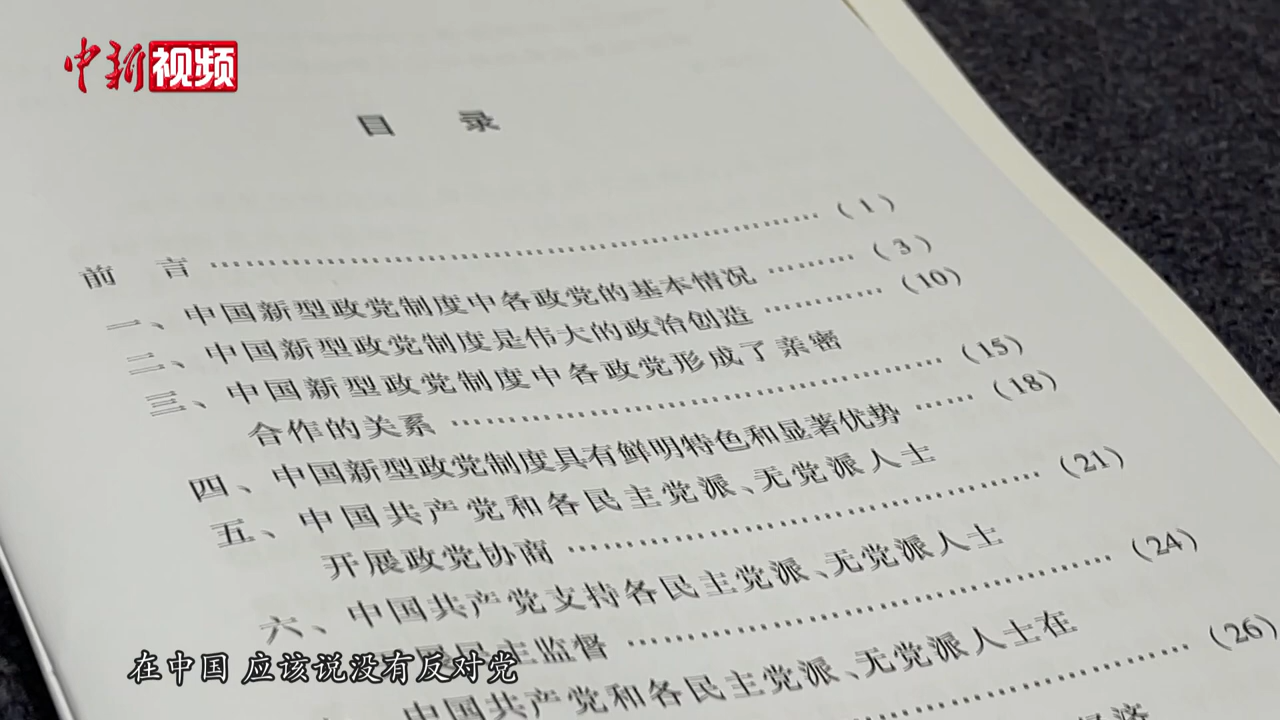 中新视频
目 录
前 言 …… (1)
一、中国新型政党制度中各政党的基本情况 …… (3)
二、中国新型政党制度是伟大的政治创造 …… (10)
三、中国新型政党制度中各政党形成了亲密
合作的关系 …… (15)
四、中国新型政党制度具有鲜明特色和显著优势 …… (18)
五、中国共产党和各民主党派、无党派人士
开展政党协商 …… (21)
六、中国共产党支持各民主党派、无党派人士
民主监督 …… (24)
中国共产党和各民主党派、无党派人士在
经济 …… (26)
在中国 应该说没有反对党